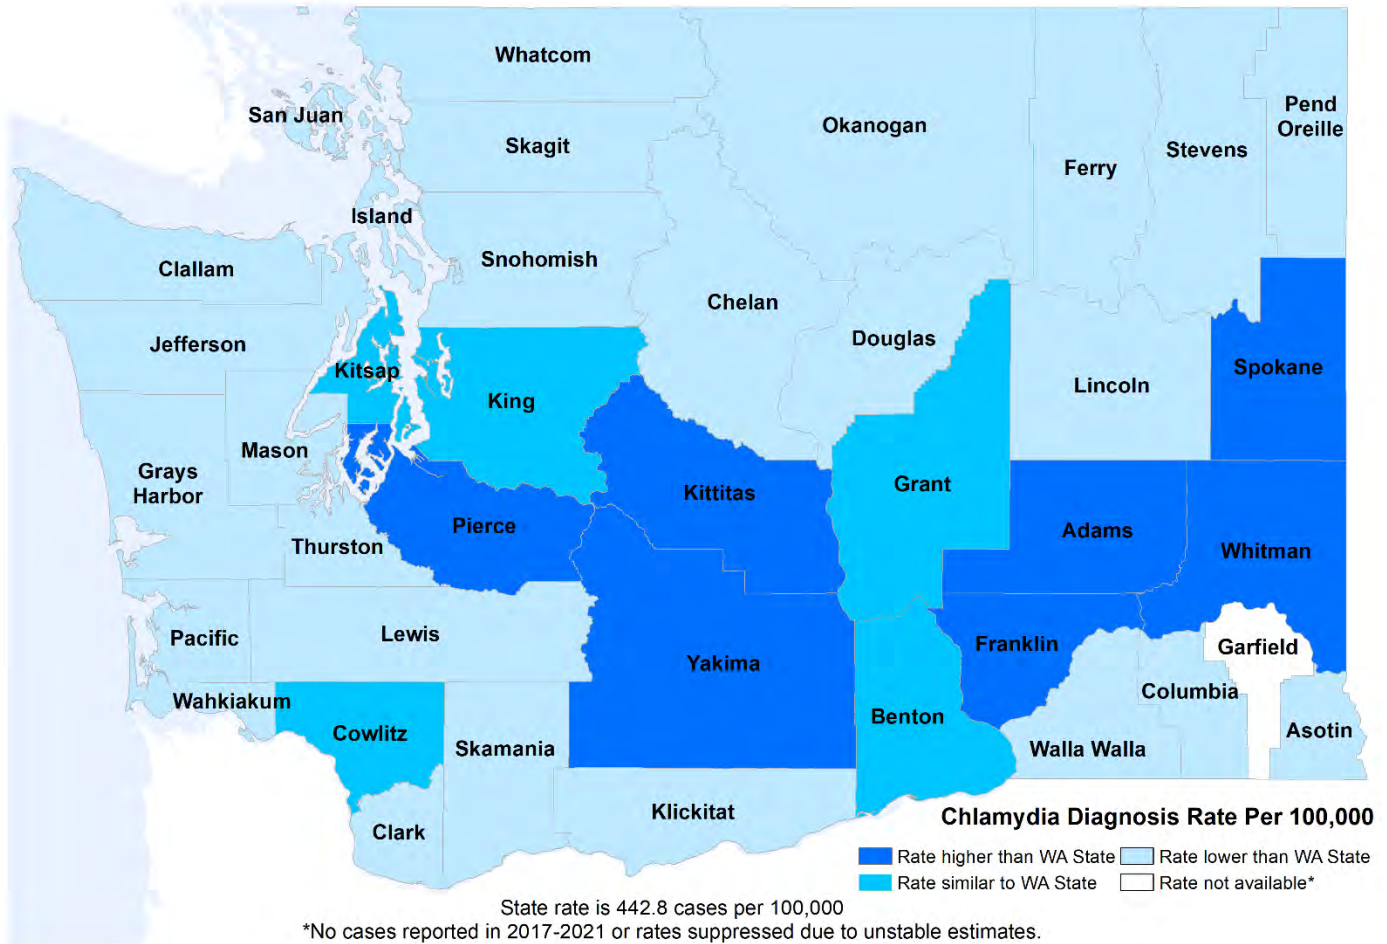 Whatcom
San Juan
Skagit
Okanogan
Pend
Oreille
Stevens
Ferry
Island
Snohomish
Clallam
Chelan
Jefferson
Douglas
Kitsap
Lincoln
Spokane
King
Mason
Grays
Harbor
Kittitas
Grant
Pierce
Adams
Whitman
Thurston
Pacific
Lewis
Yakima
Franklin
Garfield
Wahkiakum
Columbia
Cowlitz
Skamania
Benton
Walla Walla
Asotin
Klickitat
Clark
Chlamydia Diagnosis Rate Per 100,000
Rate higher than WA State
Rate lower than WA State
Rate similar to WA State
Rate not available*
State rate is 442.8 cases per 100,000
*No cases reported in 2017-2021 or rates suppressed due to unstable estimates.